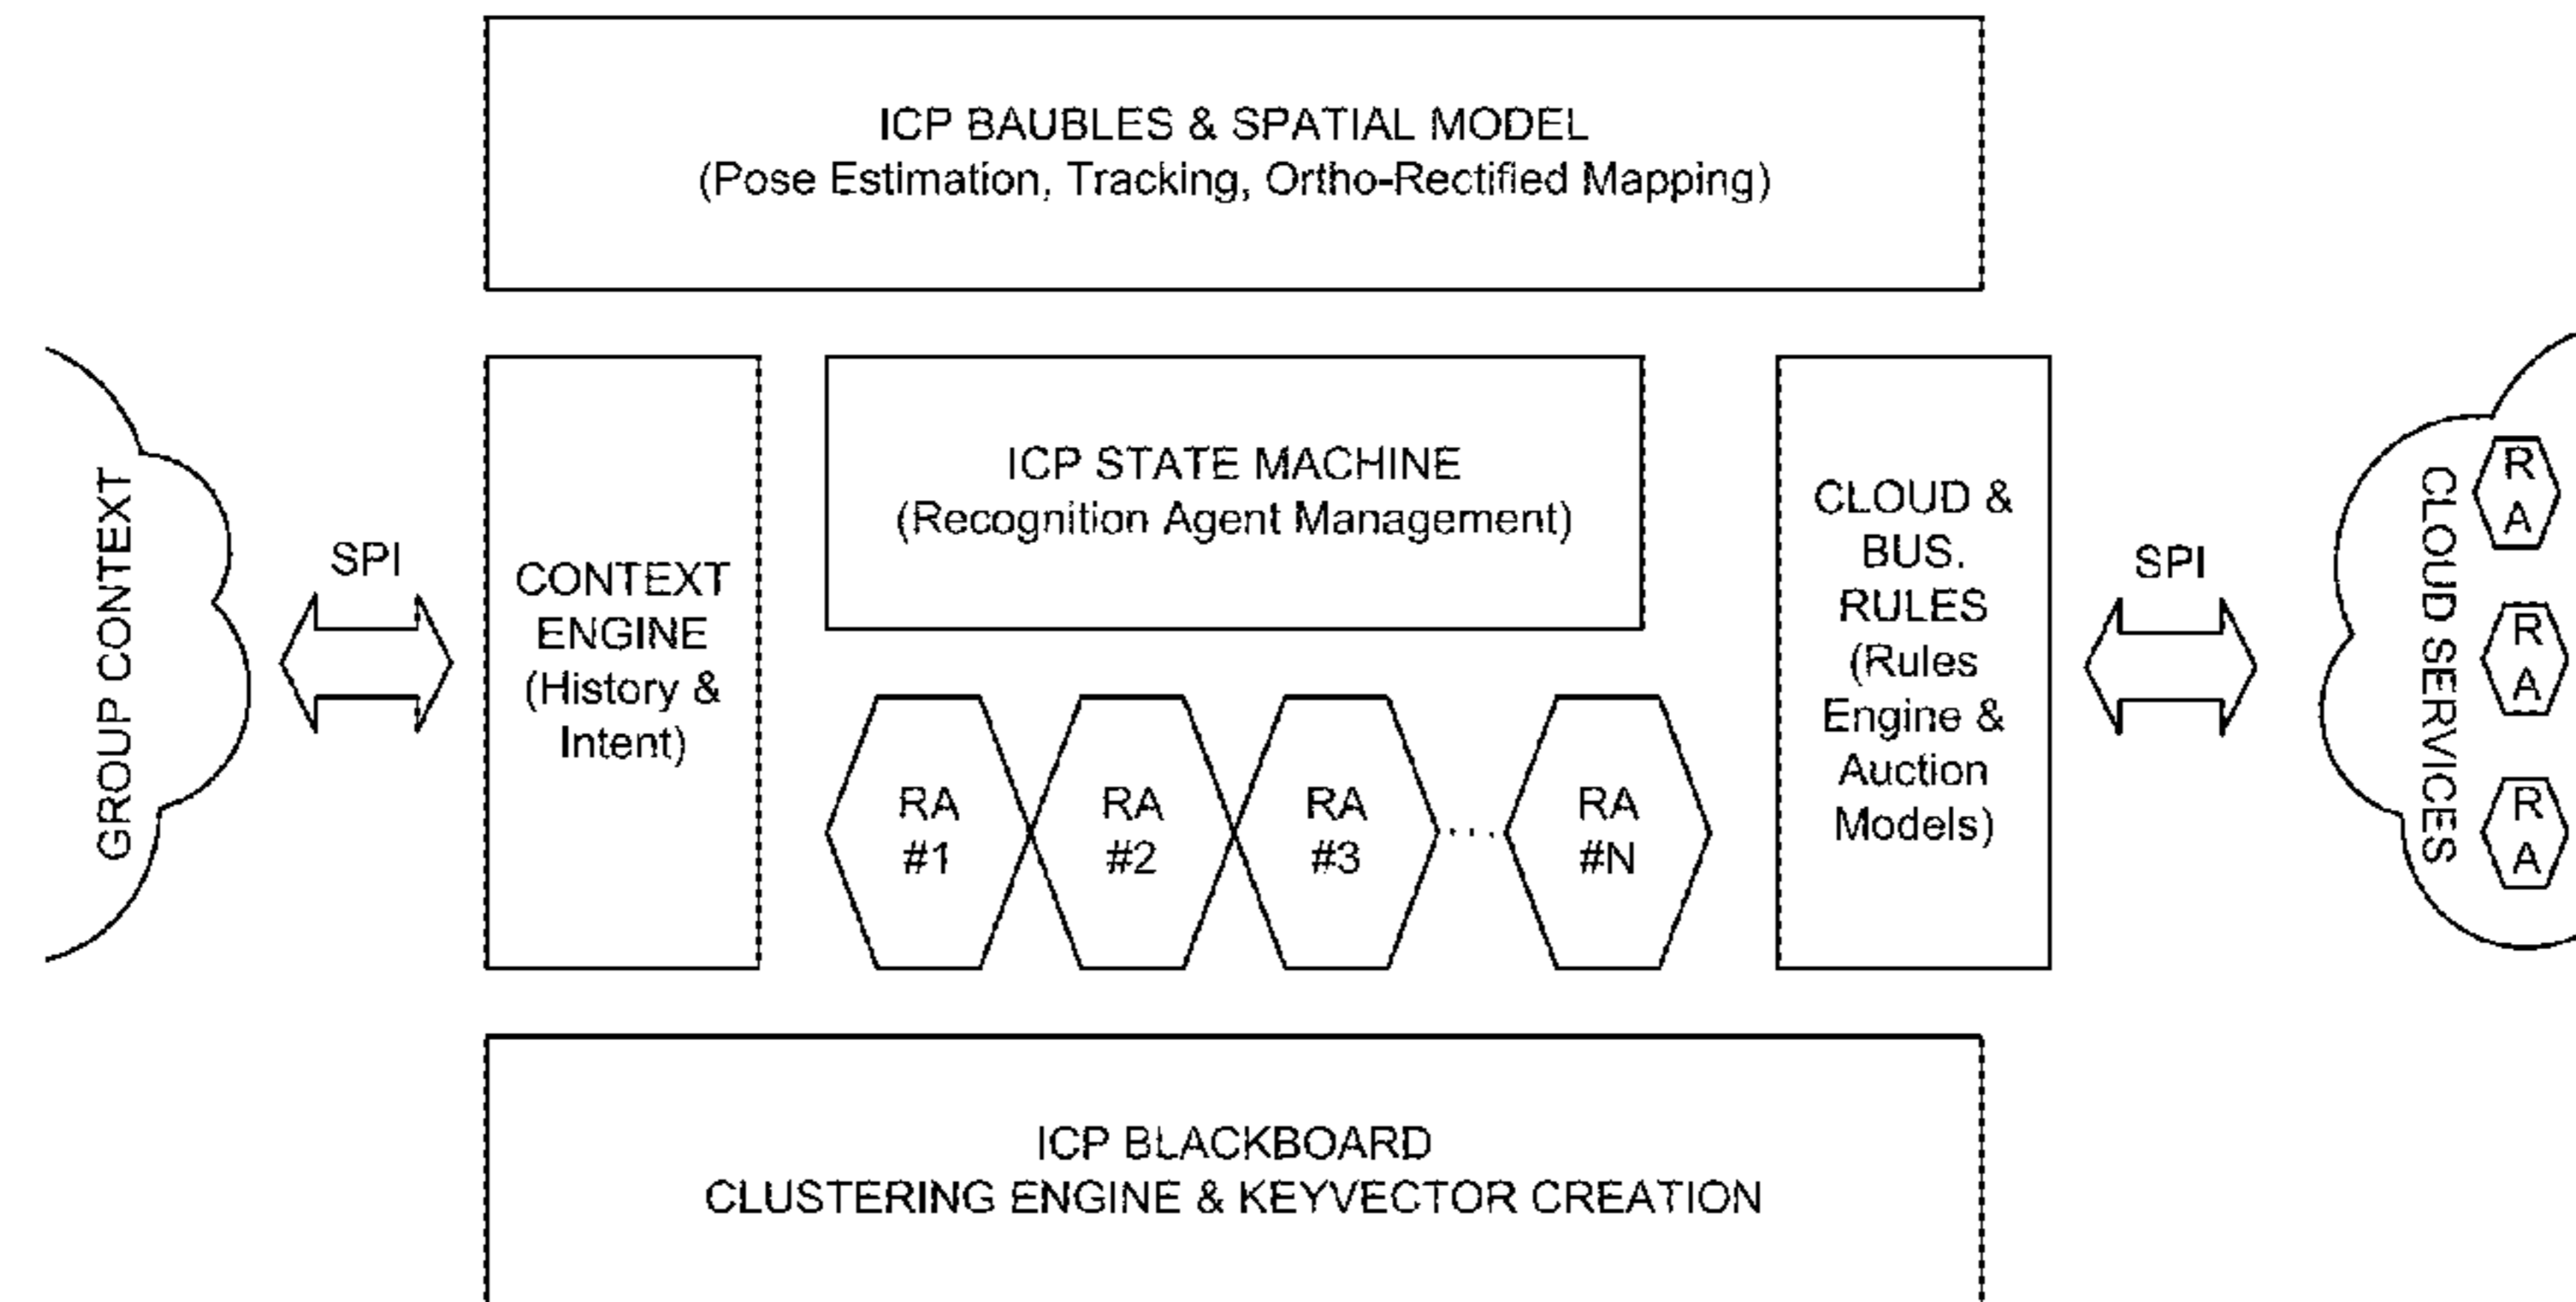 ICP BAUBLES & SPATIAL MODEL
(Pose Estimation, Tracking, Ortho-Rectified Mapping)
GROUP CONTEXT
SPI
CONTEXT
ENGINE
(History &
Intent)
ICP STATE MACHINE
(Recognition Agent Management)
RA
#1
RA
#2
RA
#3
RA
#N
CLOUD &
BUS.
RULES
(Rules
Engine &
Auction
Models)
SPI
CLOUD SERVICES
R
A
R
A
R
A
ICP BLACKBOARD
CLUSTERING ENGINE & KEYVECTOR CREATION